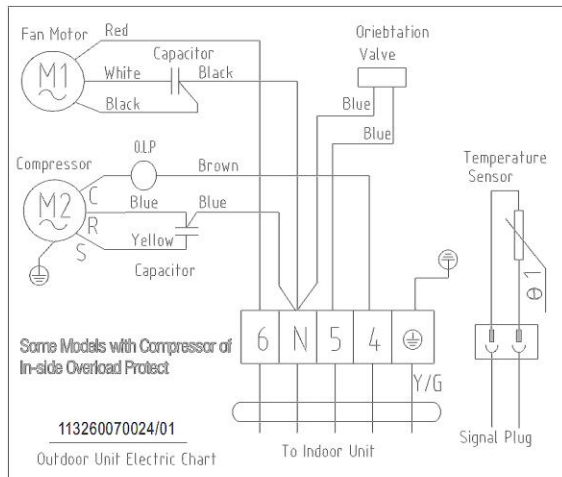 Fan Motor
Red
Capacitor
M1
White
Black
Black
Oriebtation
Valve
Blue
Blue
Compressor
O.L.P
Brown
M2
C
R
S
Blue
Blue
Yellow
Capacitor
Temperature
Sensor
θ1
6
N
5
4
Y/G
Some Models with Compressor of
In-side Overload Protect
113260070024/01
Outdoor Unit Electric Chart
To Indoor Unit
Signal Plug